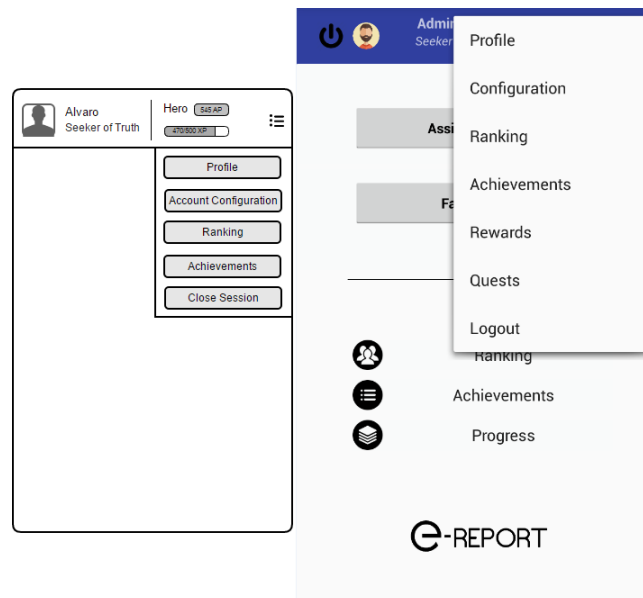 Alvaro
Seeker of Truth
Hero 545 AP
470/500 XP
Profile
Account Configuration
Ranking
Achievements
Close Session
Admin
Seeker
Profile
Configuration
Ranking
Achievements
Rewards
Quests
Logout
Assi
Fa
Ranking
Achievements
Progress
e-REPORT